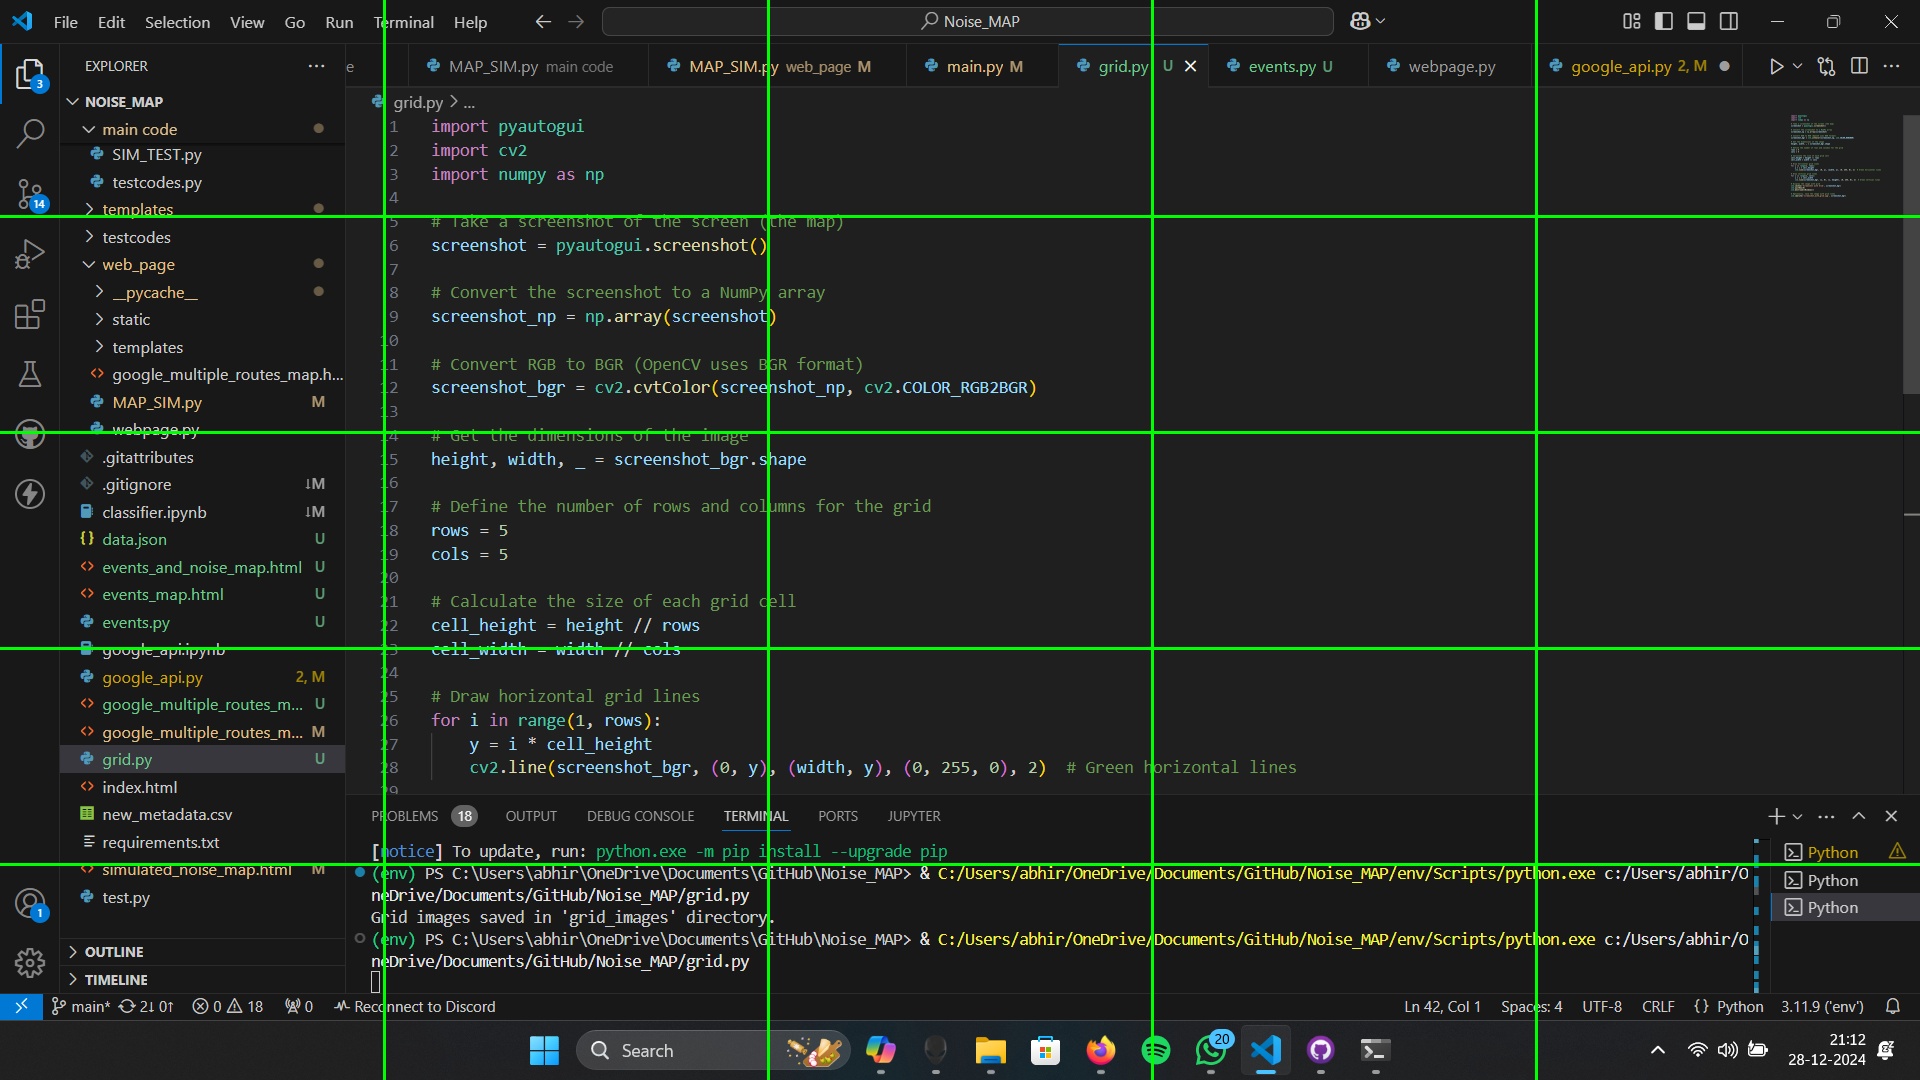 File Edit Selection View Go Run Terminal Help
Noise_MAP
EXPLORER
e
MAP_SIM.py main code
MAP_SIM.py web_page M
main.py M
grid.py U
events.py U
webpage.py
google_api.py 2, M
3
14
1
NOISE_MAP
main code
SIM_TEST.py
testcodes.py
templates
testcodes
web_page
__pycache__
static
templates
google_multiple_routes_map.h...
MAP_SIM.py M
webpage.py
.gitattributes
.gitignore ↓M
classifier.ipynb ↓M
{} data.json U
events_and_noise_map.html U
events_map.html U
events.py U
google_api.ipynb
google_api.py 2, M
google_multiple_routes_m... U
google_multiple_routes_m... M
grid.py U
index.html
new_metadata.csv
requirements.txt
simulated_noise_map.html M
test.py
OUTLINE
TIMELINE
grid.py > ...
1 import pyautogui
2 import cv2
3 import numpy as np
4
5 # Take a screenshot of the screen (the map)
6 screenshot = pyautogui.screenshot()
7
8 # Convert the screenshot to a NumPy array
9 screenshot_np = np.array(screenshot)
10
11 # Convert RGB to BGR (OpenCV uses BGR format)
12 screenshot_bgr = cv2.cvtColor(screenshot_np, cv2.COLOR_RGB2BGR)
13
14 # Get the dimensions of the image
15 height, width, _ = screenshot_bgr.shape
16
17 # Define the number of rows and columns for the grid
18 rows = 5
19 cols = 5
20
21 # Calculate the size of each grid cell
22 cell_height = height // rows
23 cell_width = width // cols
24
25 # Draw horizontal grid lines
26 for i in range(1, rows):
27 y = i * cell_height
28 cv2.line(screenshot_bgr, (0, y), (width, y), (0, 255, 0), 2) # Green horizontal lines
29
PROBLEMS 18 OUTPUT DEBUG CONSOLE TERMINAL PORTS JUPYTER
[notice] To update, run: python.exe -m pip install --upgrade pip
(env) PS C:\Users\abhir\OneDrive\Documents\GitHub\Noise_MAP> & C:/Users/abhir/OneDrive/Documents/GitHub/Noise_MAP/env/Scripts/python.exe c:/Users/abhir/O
neDrive/Documents/GitHub/Noise_MAP/grid.py
Grid images saved in 'grid_images' directory.
(env) PS C:\Users\abhir\OneDrive\Documents\GitHub\Noise_MAP> & C:/Users/abhir/OneDrive/Documents/GitHub/Noise_MAP/env/Scripts/python.exe c:/Users/abhir/O
neDrive/Documents/GitHub/Noise_MAP/grid.py
Python
Python
Python
main* 2↓ 0↑ 0 18 0 Reconnect to Discord
Ln 42, Col 1 Spaces: 4 UTF-8 CRLF {} Python 3.11.9 ('env')
Search
20
21:12
28-12-2024